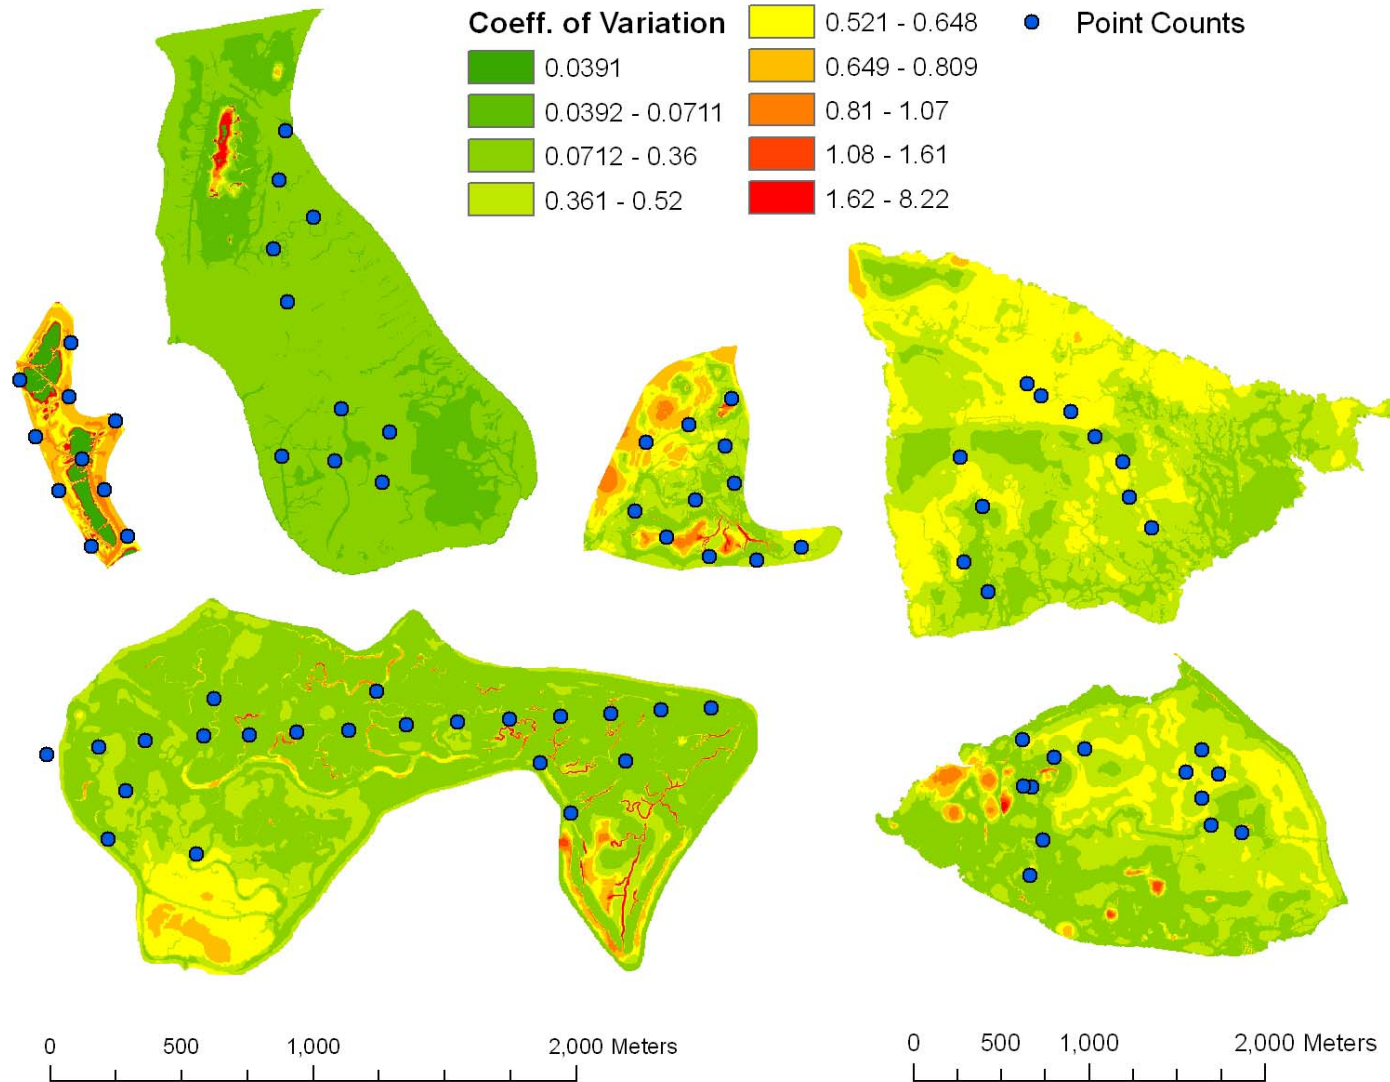 Coeff. of Variation
0.0391
0.0392 - 0.0711
0.0712 - 0.36
0.361 - 0.52
0.521 - 0.648
0.649 - 0.809
0.81 - 1.07
1.08 - 1.61
1.62 - 8.22
Point Counts
0 500 1,000 2,000 Meters
0 500 1,000 2,000 Meters